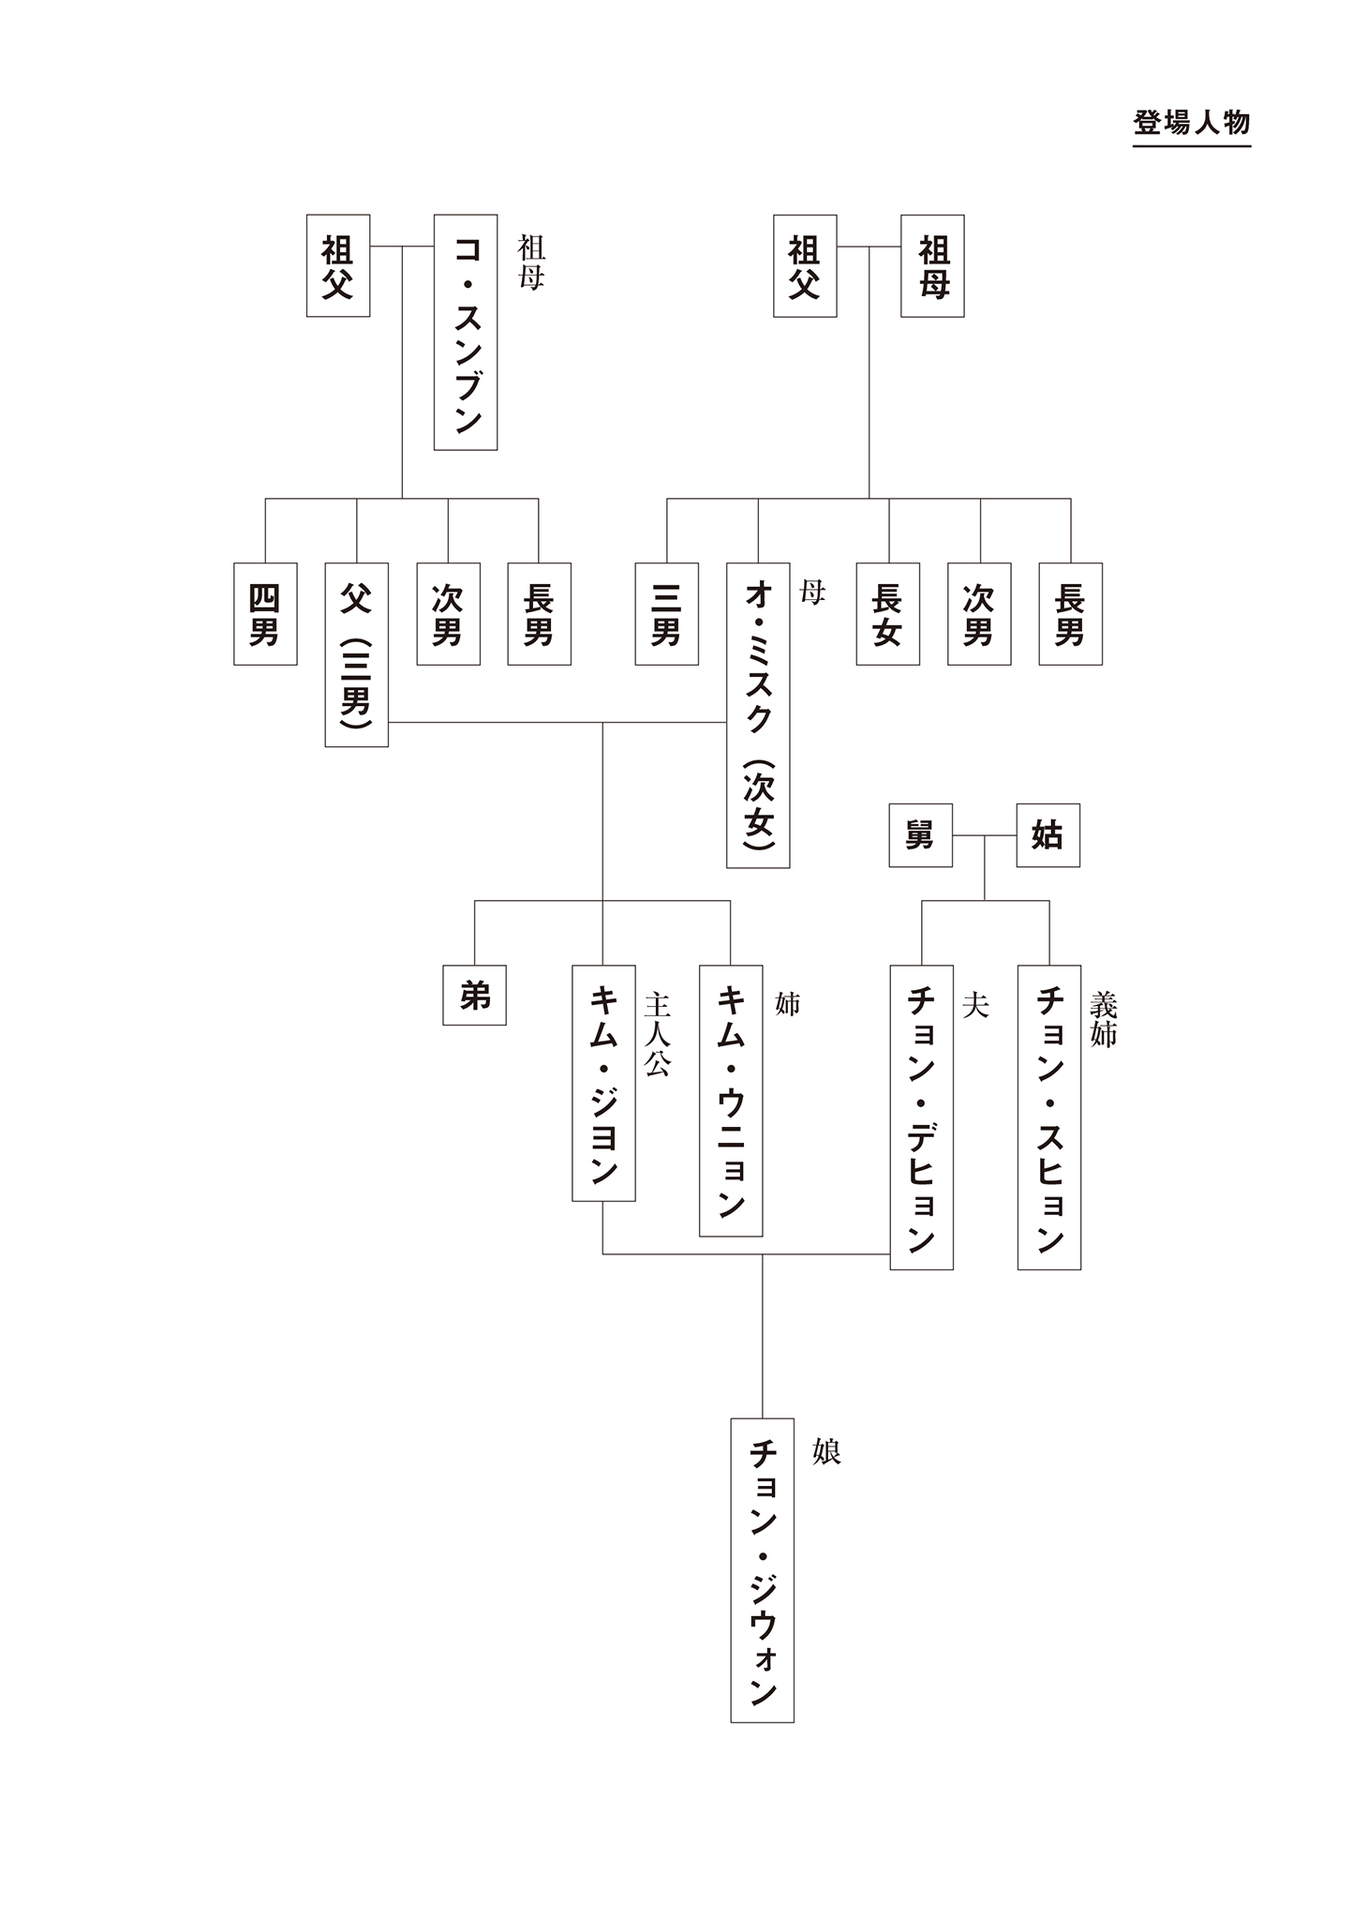 登場人物
祖母
祖父
祖母
コ・スンブン
祖父
長男
次男
長女
母
オ・ミスク（次女）
三男
長男
次男
父（三男）
四男
姑
舅
義姉
チョン・スヒョン
夫
チョン・デヒョン
姉
キム・ウニョン
主人公
キム・ジヨン
弟
娘
チョン・ジウォン